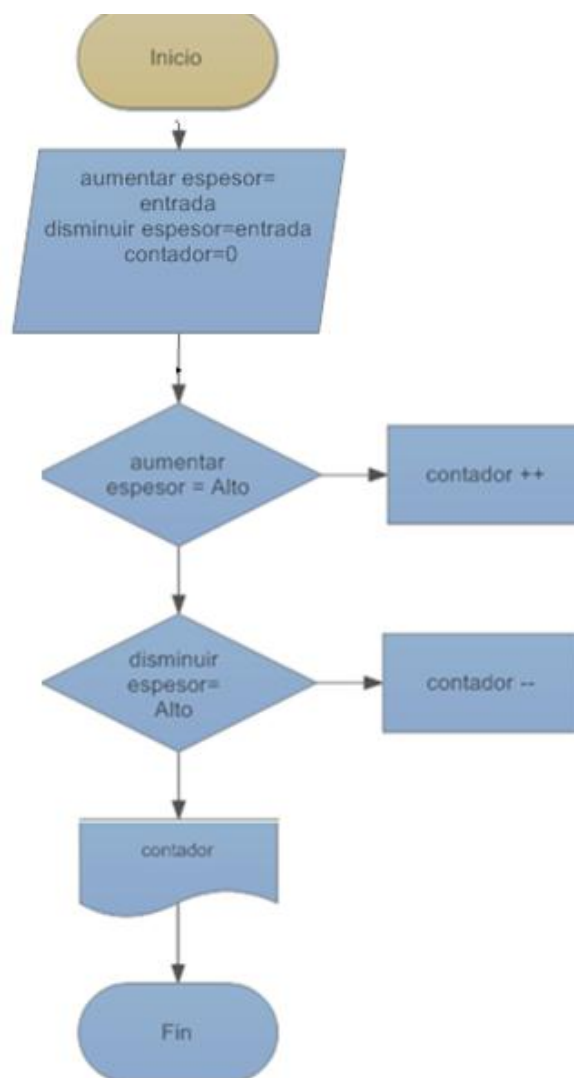 Inicio
aumentar espesor=
entrada
disminuir espesor=entrada
contador=0
aumentar
espesor = Alto
contador ++
disminuir
espesor=
Alto
contador --
contador
Fin